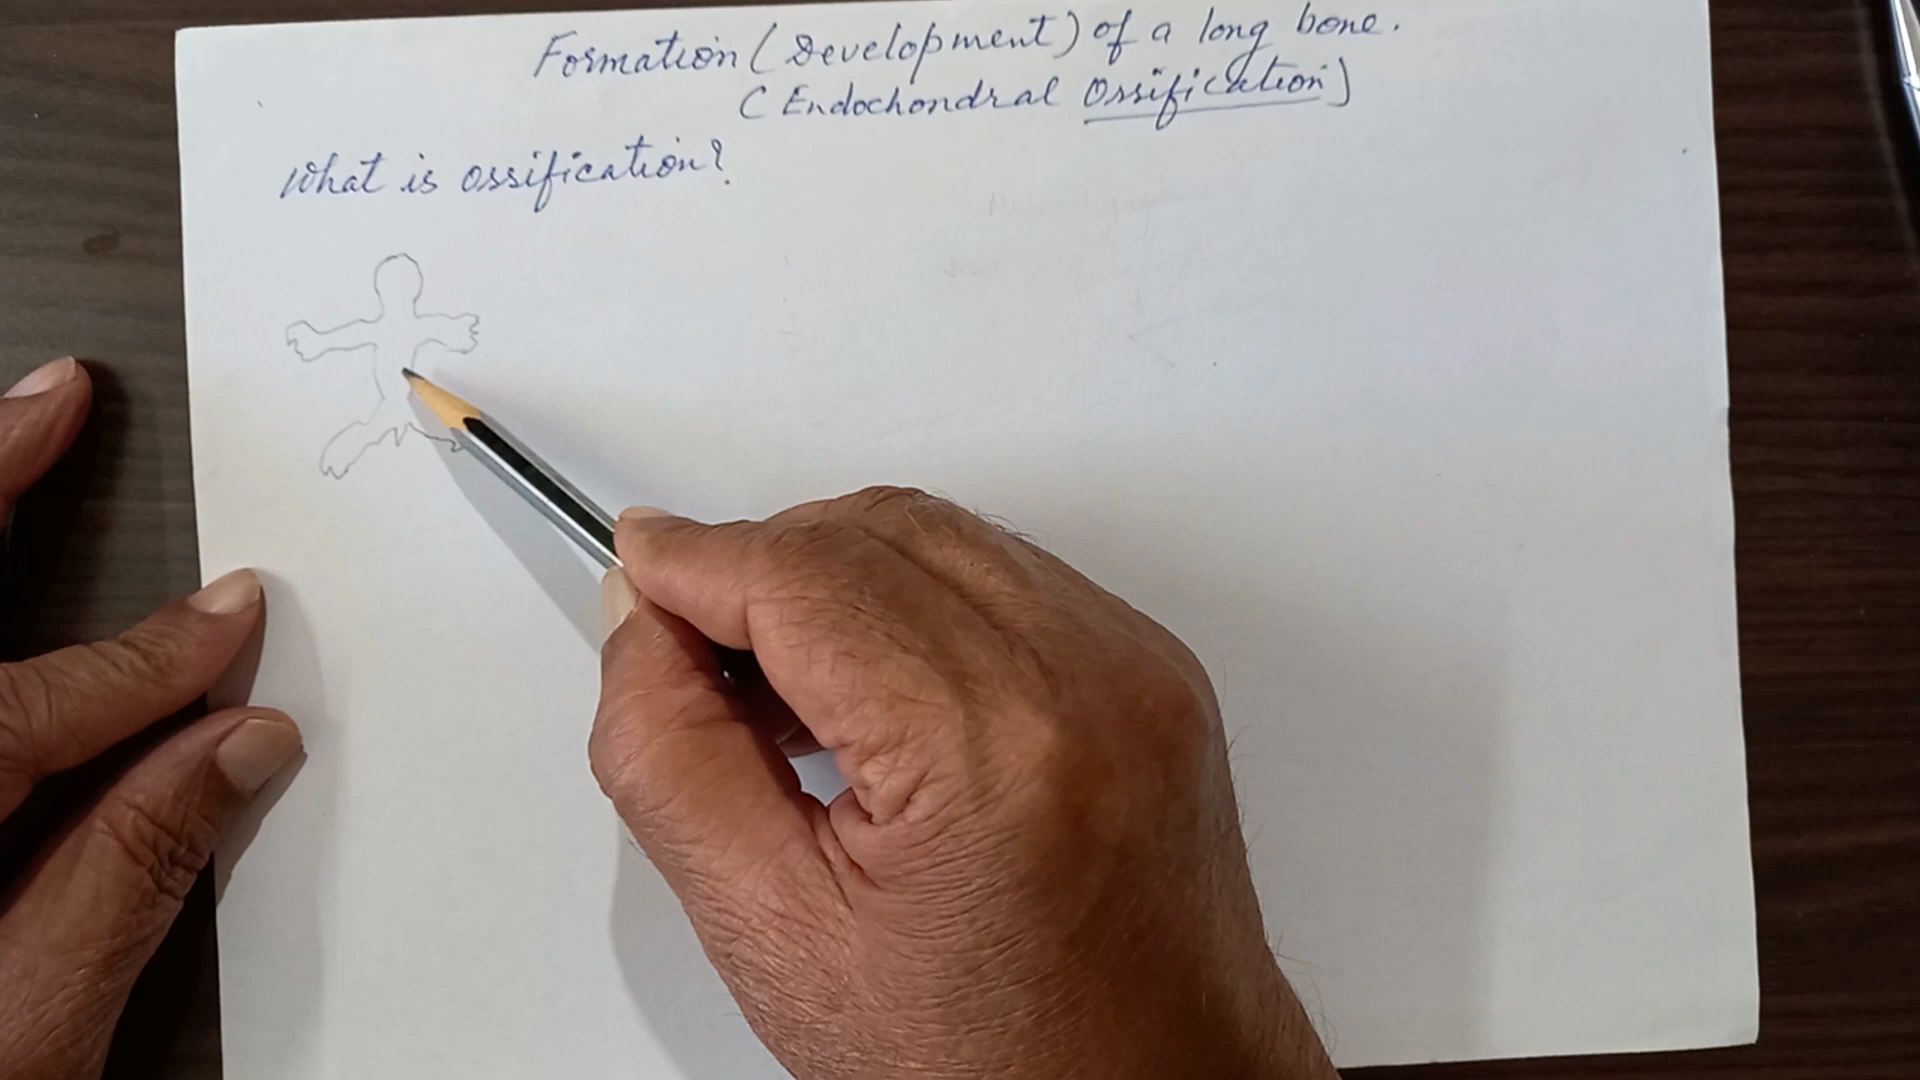 Formation (Development) of a long bone.
(Endochondral Ossification)
What is ossification?